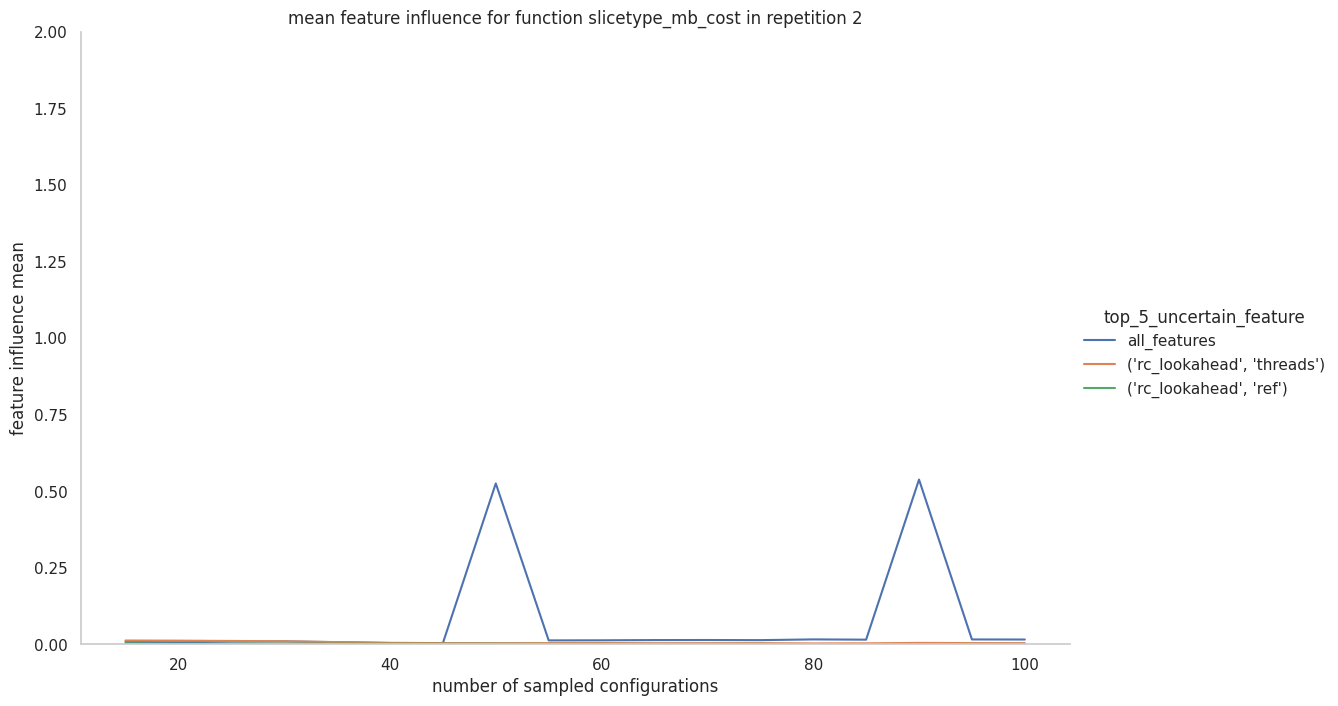 mean feature influence for function slicetype_mb_cost in repetition 2
2.00
1.75
1.50
1.25
1.00
0.75
0.50
0.25
0.00
feature influence mean
20 40 60 80 100
number of sampled configurations
top_5_uncertain_feature
all_features
('rc_lookahead', 'threads')
('rc_lookahead', 'ref')